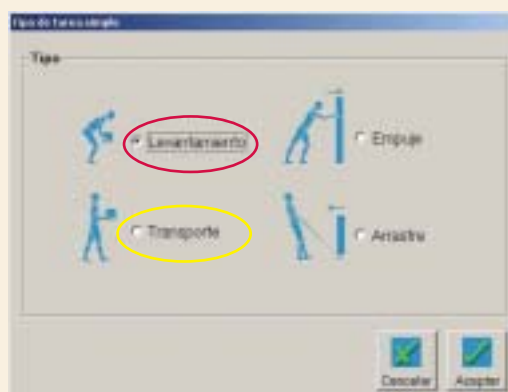 Tipo de tarea simple
Tipo
Levantamiento
Empuje
Transporte
Arrastre
Cancelar
Aceptar